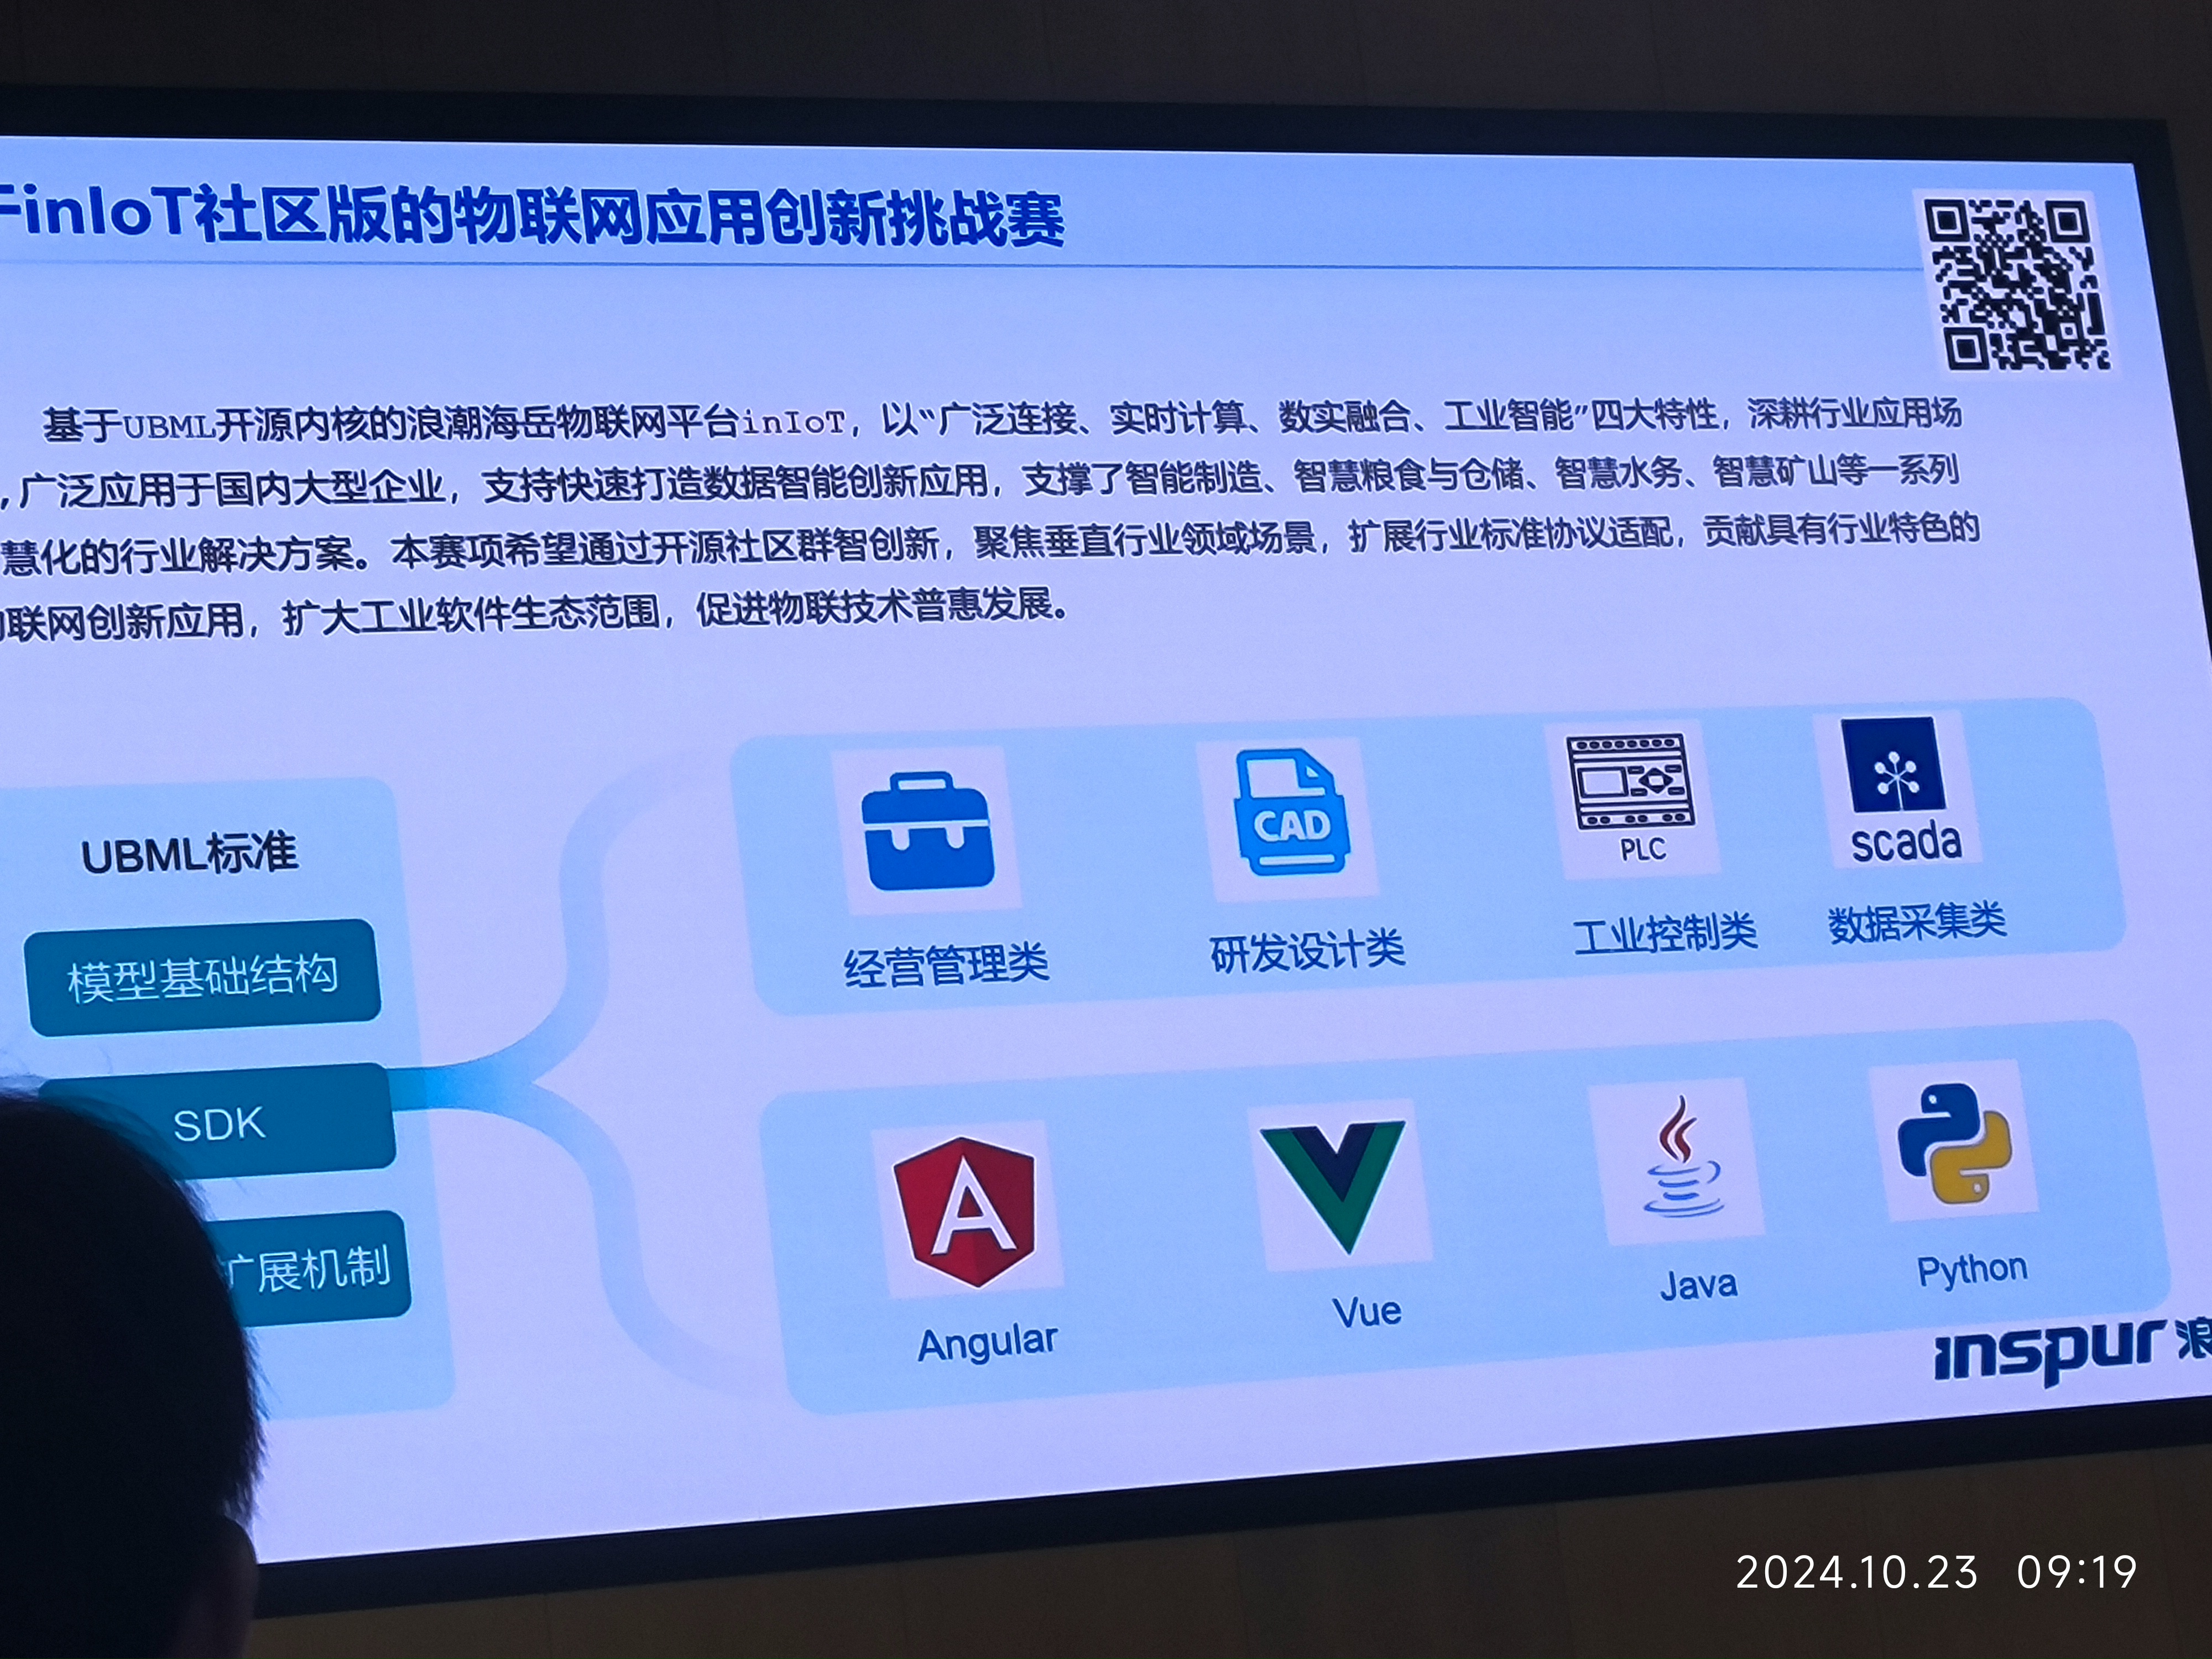 inIoT社区版的物联网应用创新挑战赛
基于UBML开源内核的浪潮海岳物联网平台inIoT，以“广泛连接、实时计算、数实融合、工业智能”四大特性，深耕行业应用场
，广泛应用于国内大型企业，支持快速打造数据智能创新应用，支撑了智能制造、智慧粮食与仓储、智慧水务、智慧矿山等一系列
慧化的行业解决方案。本赛项希望通过开源社区群智创新，聚焦垂直行业领域场景，扩展行业标准协议适配，贡献具有行业特色的
联网创新应用，扩大工业软件生态范围，促进物联技术普惠发展。
UBML标准
模型基础结构
SDK
扩展机制
CAD
PLC
scada
经营管理类
研发设计类
工业控制类
数据采集类
Angular
Vue
Java
Python
inspur 浪
2024.10.23 09:19